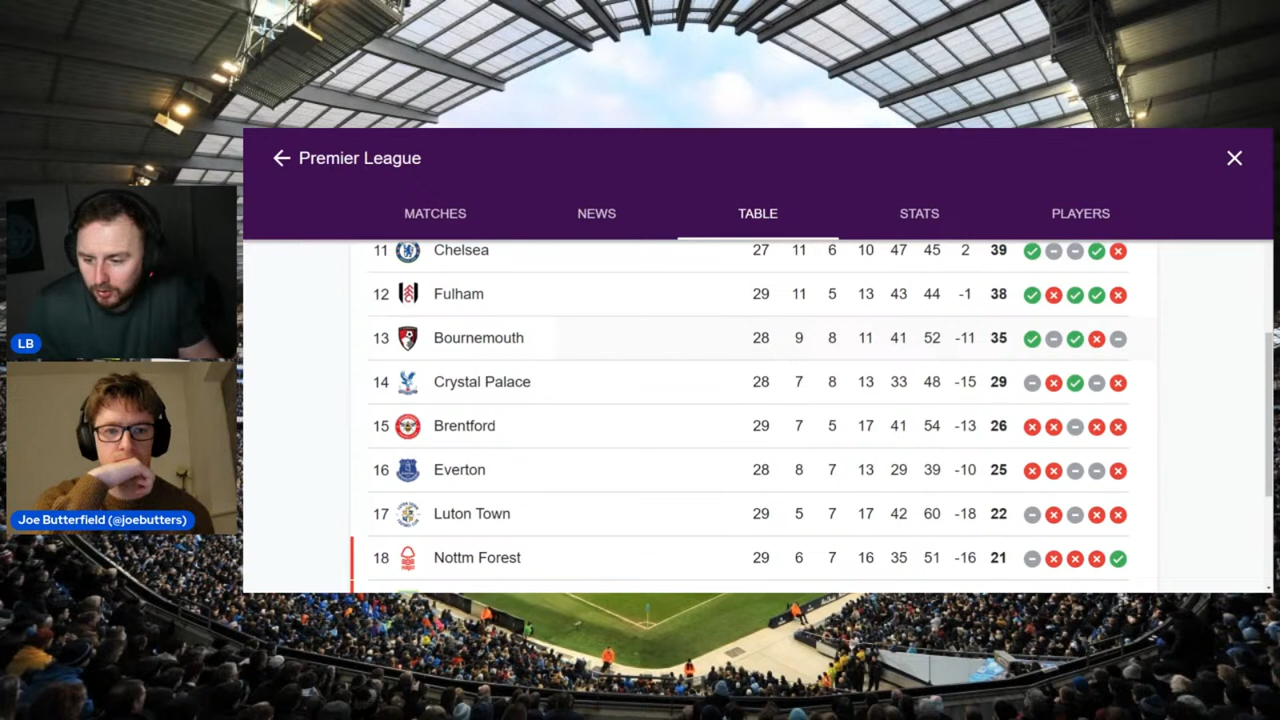 Premier League
MATCHES NEWS TABLE STATS PLAYERS
11 Chelsea 27 11 6 10 47 45 2 39
12 Fulham 29 11 5 13 43 44 -1 38
13 Bournemouth 28 9 8 11 41 52 -11 35
14 Crystal Palace 28 7 8 13 33 48 -15 29
15 Brentford 29 7 5 17 41 54 -13 26
16 Everton 28 8 7 13 29 39 -10 25
17 Luton Town 29 5 7 17 42 60 -18 22
18 Nottm Forest 29 6 7 16 35 51 -16 21
LB
Joe Butterfield (@joebutters)